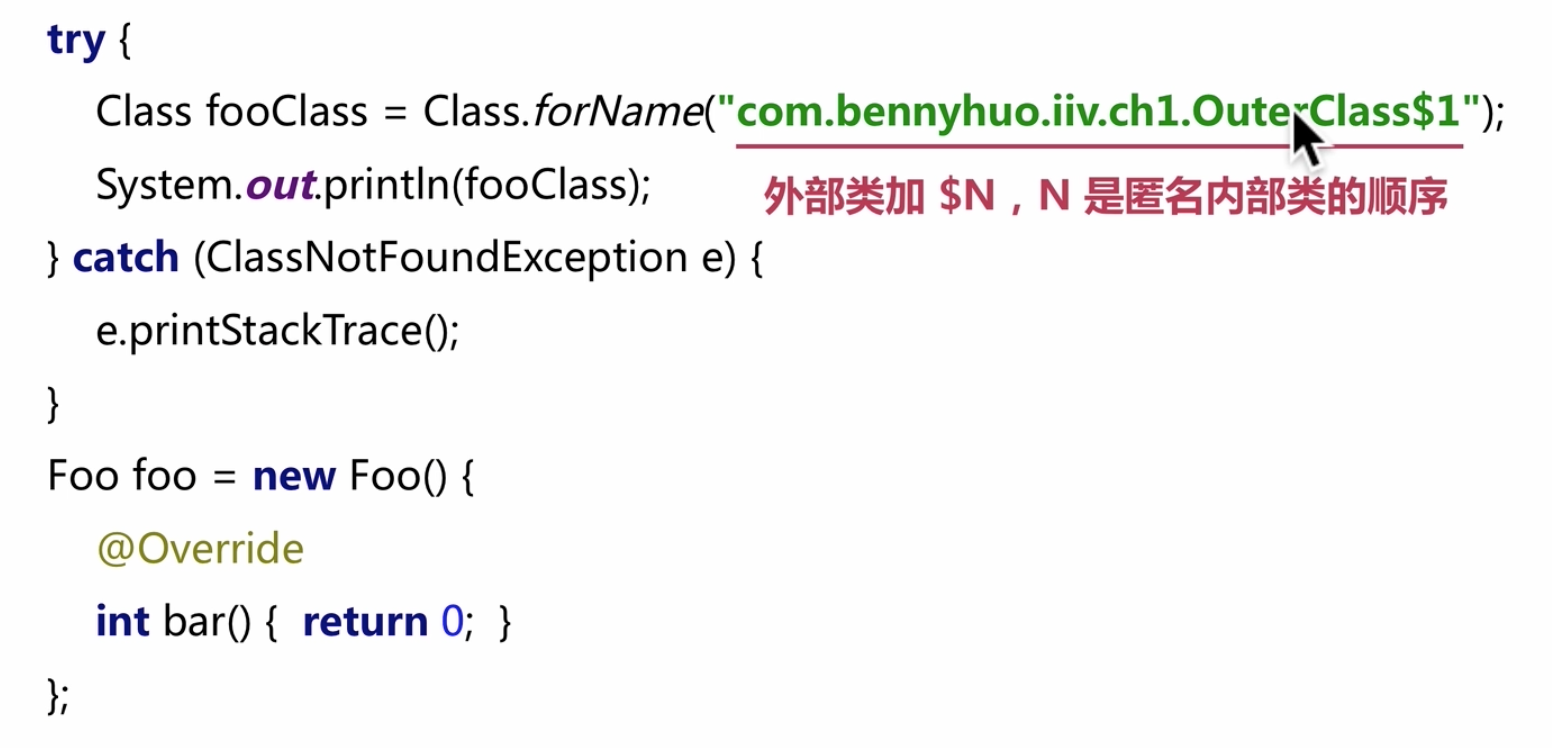 try {
Class fooClass = Class.forName("com.bennyhuo.iiv.ch1.OuterClass$1");
System.out.println(fooClass);
外部类加 $N，N 是匿名内部类的顺序
} catch (ClassNotFoundException e) {
e.printStackTrace();
}
Foo foo = new Foo() {
@Override
int bar() { return 0; }
};